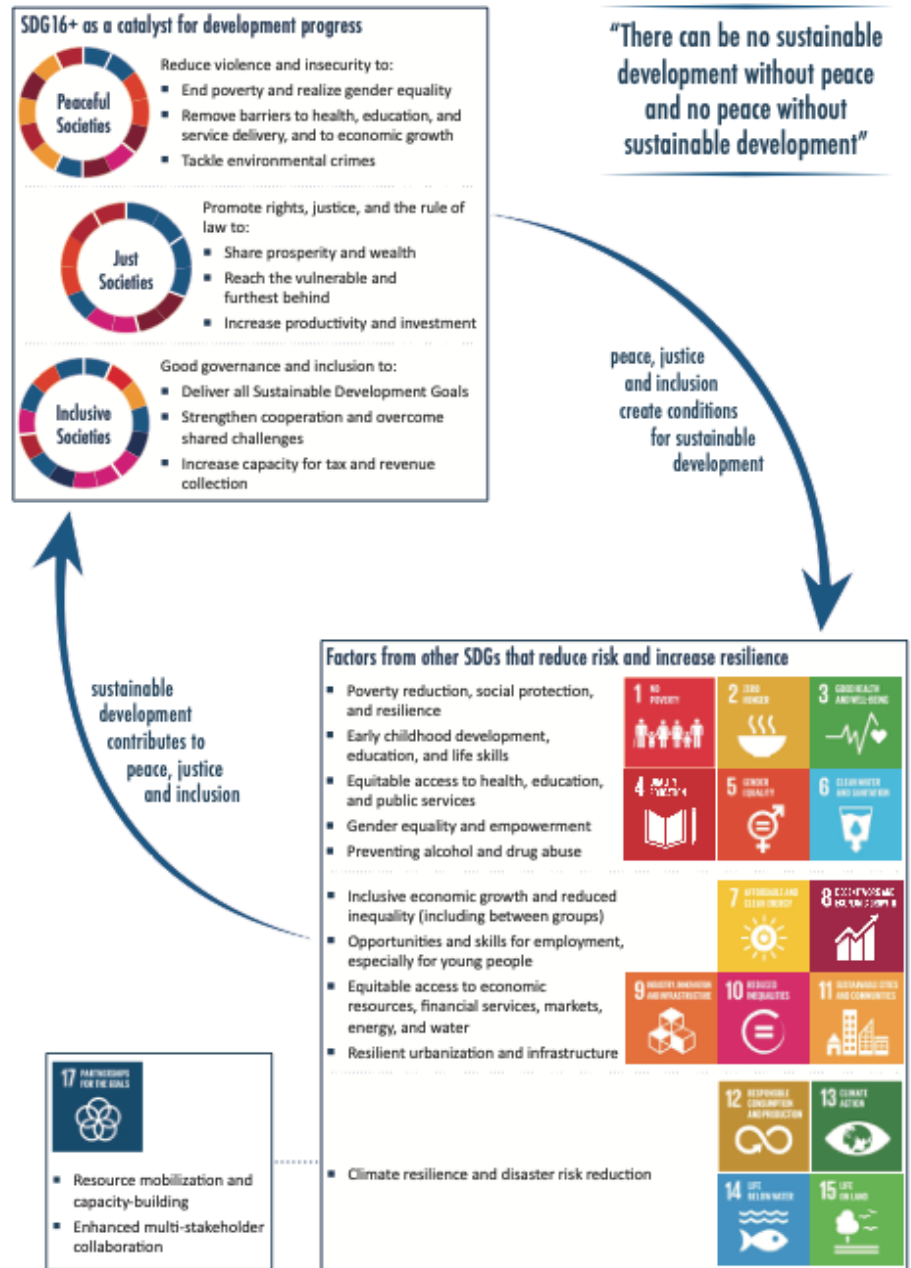 SDG16+ as a catalyst for development progress
Peaceful
Societies
Reduce violence and insecurity to:
▪ End poverty and realize gender equality
▪ Remove barriers to health, education, and
service delivery, and to economic growth
▪ Tackle environmental crimes
Just
Societies
Promote rights, justice, and the rule of
law to:
▪ Share prosperity and wealth
▪ Reach the vulnerable and
furthest behind
▪ Increase productivity and investment
Inclusive
Societies
Good governance and inclusion to:
▪ Deliver all Sustainable Development Goals
▪ Strengthen cooperation and overcome
shared challenges
▪ Increase capacity for tax and revenue
collection
“There can be no sustainable
development without peace
and no peace without
sustainable development”
peace, justice
and inclusion
create conditions
for sustainable
development
sustainable
development
contributes to
peace, justice
and inclusion
Factors from other SDGs that reduce risk and increase resilience
▪ Poverty reduction, social protection,
and resilience
▪ Early childhood development,
education, and life skills
▪ Equitable access to health, education,
and public services
▪ Gender equality and empowerment
▪ Preventing alcohol and drug abuse
1 NO
POVERTY
2 ZERO
HUNGER
3 GOOD HEALTH
AND WELL-BEING
4 QUALITY
EDUCATION
5 GENDER
EQUALITY
6 CLEAN WATER
AND SANITATION
▪ Inclusive economic growth and reduced
inequality (including between groups)
▪ Opportunities and skills for employment,
especially for young people
▪ Equitable access to economic
resources, financial services, markets,
energy, and water
▪ Resilient urbanization and infrastructure
7 AFFORDABLE AND
CLEAN ENERGY
8 DECENT WORK AND
ECONOMIC GROWTH
9 INDUSTRY, INNOVATION
AND INFRASTRUCTURE
10 REDUCED
INEQUALITIES
11 SUSTAINABLE CITIES
AND COMMUNITIES
▪ Climate resilience and disaster risk reduction
12 RESPONSIBLE
CONSUMPTION
AND PRODUCTION
13 CLIMATE
ACTION
14 LIFE
BELOW WATER
15 LIFE
ON LAND
17 PARTNERSHIPS
FOR THE GOALS
▪ Resource mobilization and
capacity-building
▪ Enhanced multi-stakeholder
collaboration